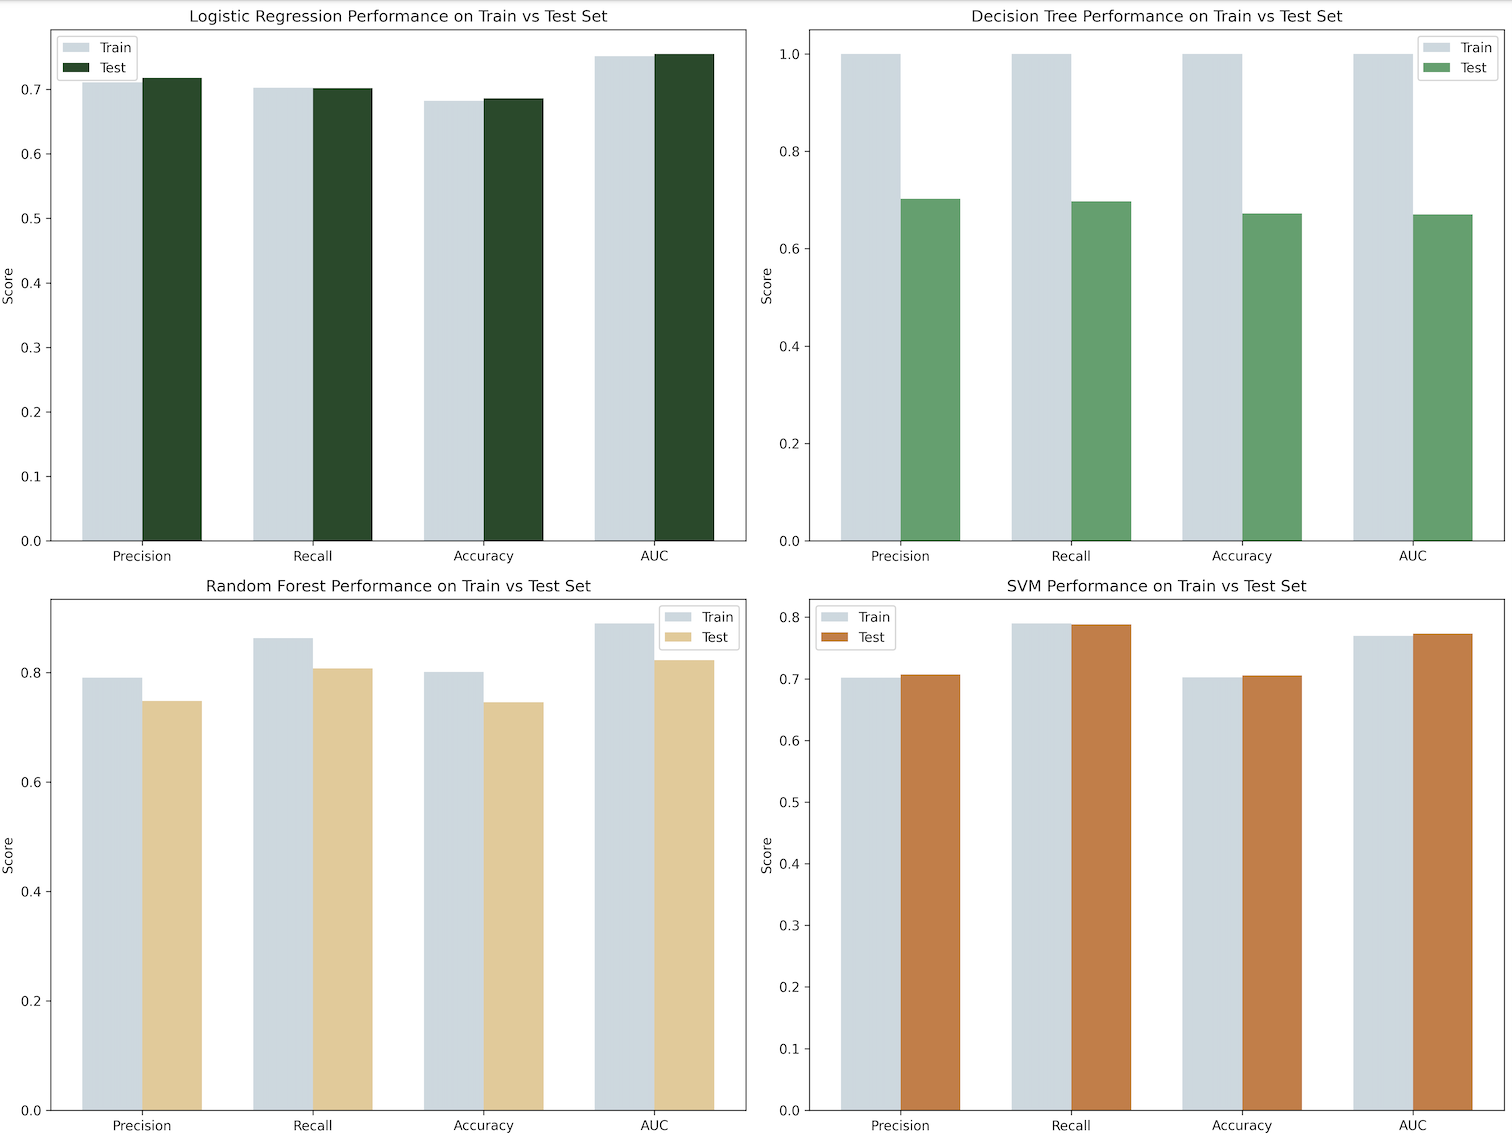 Logistic Regression Performance on Train vs Test Set
Train
Test
0.7
0.6
0.5
0.4
0.3
0.2
0.1
0.0
Score
Precision Recall Accuracy AUC
Decision Tree Performance on Train vs Test Set
Train
Test
1.0
0.8
0.6
0.4
0.2
0.0
Score
Precision Recall Accuracy AUC
Random Forest Performance on Train vs Test Set
Train
Test
0.8
0.6
0.4
0.2
0.0
Score
Precision Recall Accuracy AUC
SVM Performance on Train vs Test Set
Train
Test
0.8
0.7
0.6
0.5
0.4
0.3
0.2
0.1
0.0
Score
Precision Recall Accuracy AUC